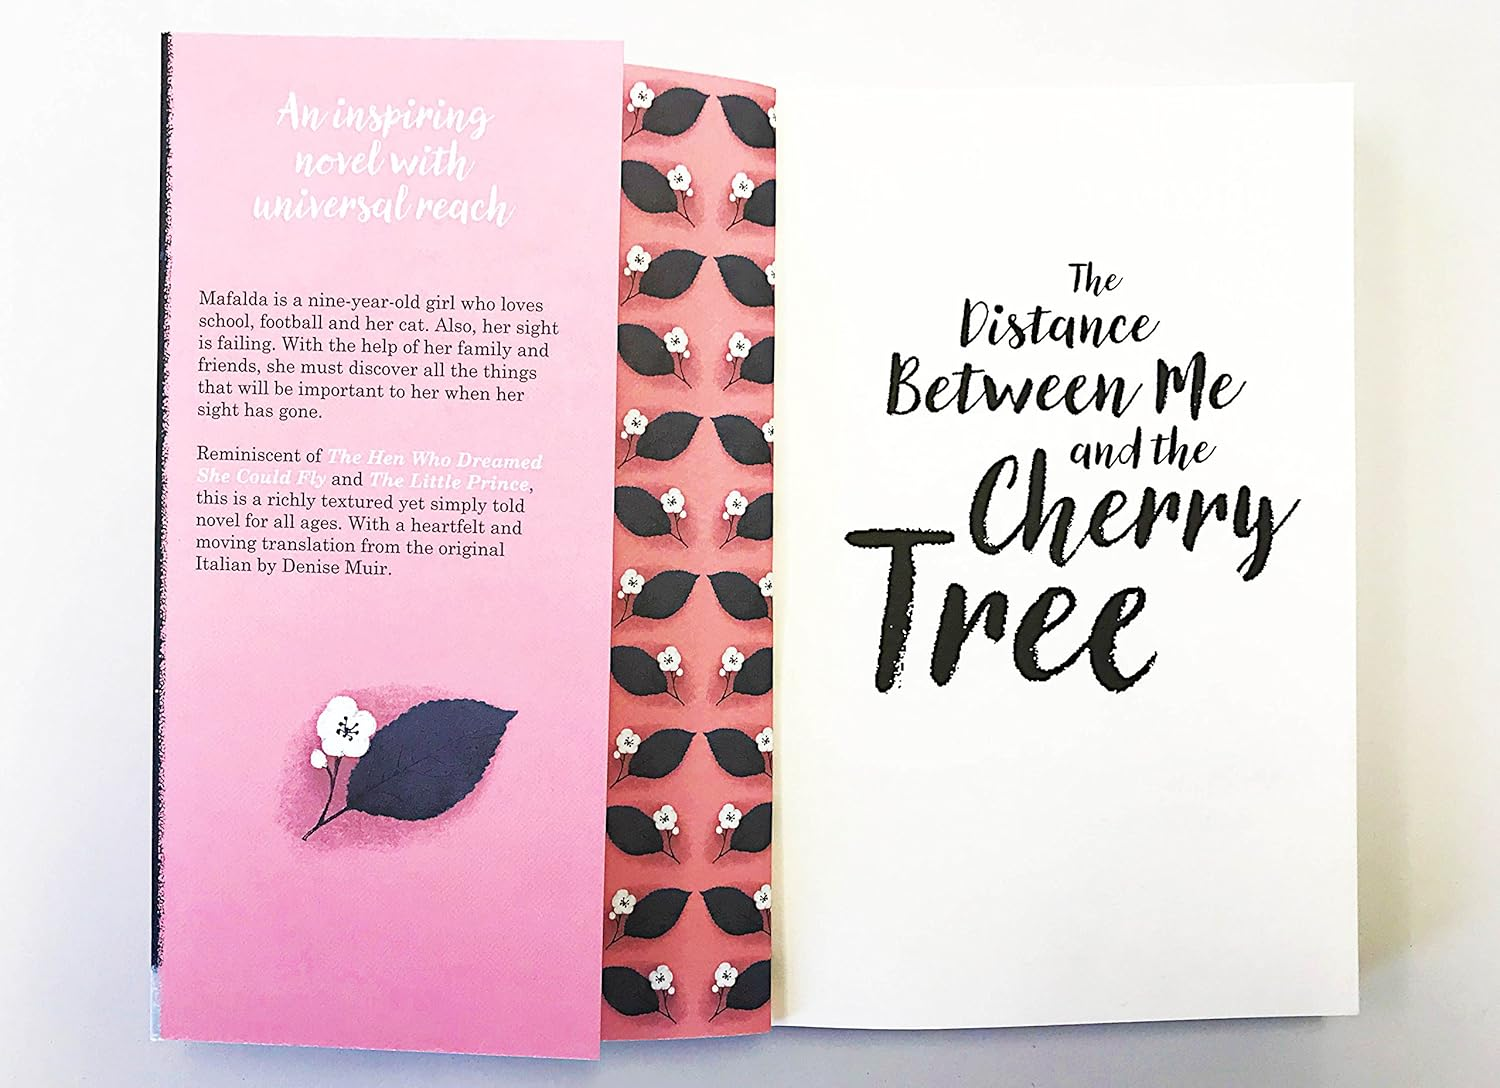 An inspiring
novel with
universal reach
Mafalda is a nine-year-old girl who loves
school, football and her cat. Also, her sight
is failing. With the help of her family and
friends, she must discover all the things
that will be important to her when her
sight has gone.
Reminiscent of The Hen Who Dreamed
She Could Fly and The Little Prince,
this is a richly textured yet simply told
novel for all ages. With a heartfelt and
moving translation from the original
Italian by Denise Muir.
The
Distance
Between Me
and the
Cherry
Tree